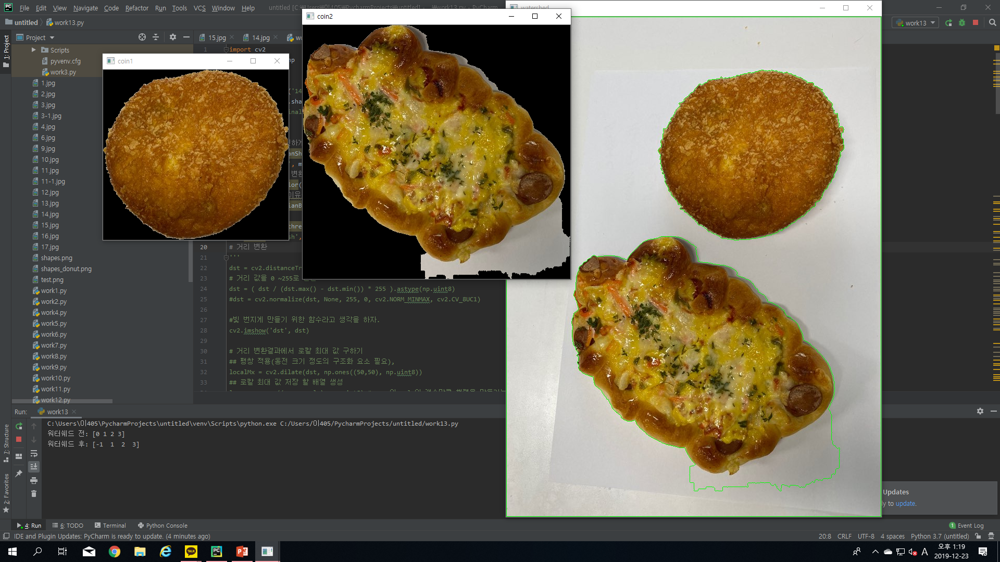 File Edit View Navigate Code Refactor Run Tools VCS Window Help
untitled
work13.py
work13
Project
15.jpg
14.jpg
1: Project
7: Structure
2: Favorites
Scripts
pyvenv.cfg
work3.py
1.jpg
2.jpg
3.jpg
3-1.jpg
4.jpg
6.jpg
9.jpg
10.jpg
11.jpg
11-1.jpg
12.jpg
13.jpg
14.jpg
15.jpg
16.jpg
17.jpg
shapes.png
shapes_donut.png
test.png
work1.py
work2.py
work4.py
work5.py
work6.py
work7.py
work8.py
work9.py
work10.py
work11.py
work12.py
coin1
coin2
watershed
1 import cv2
20 # 거리 변환
21 '''
22 dst = cv2.distanceTr
23 # 거리 값을 0 ~255로
24 dst = ( dst / (dst.max() - dst.min()) * 255 ).astype(np.uint8)
25 #dst = cv2.normalize(dst, None, 255, 0, cv2.NORM_MINMAX, cv2.CV_8UC1)
26
27 #빛 번지게 만들기 위한 함수라고 생각을 하자.
28 cv2.imshow('dst', dst)
29
30 # 거리 변환결과에서 로칼 최대 값 구하기
31 ## 팽창 적용(동전 크기 정도의 구조화 요소 필요),
32 localMx = cv2.dilate(dst, np.ones((50,50), np.uint8))
33 ## 로칼 최대 값 저장 할 배열 생성
Run: work13
C:\Users\이405\PycharmProjects\untitled\venv\Scripts\python.exe C:/Users/이405/PycharmProjects/untitled/work13.py
워터쉐드 전: [0 1 2 3]
워터쉐드 후: [-1 1 2 3]
Updates
ly to update.
4: Run 6: TODO Terminal Python Console
1 Event Log
IDE and Plugin Updates: PyCharm is ready to update. (4 minutes ago)
20:8 CRLF UTF-8 4 spaces Python 3.7 (untitled)
A
오후 1:19
2019-12-23